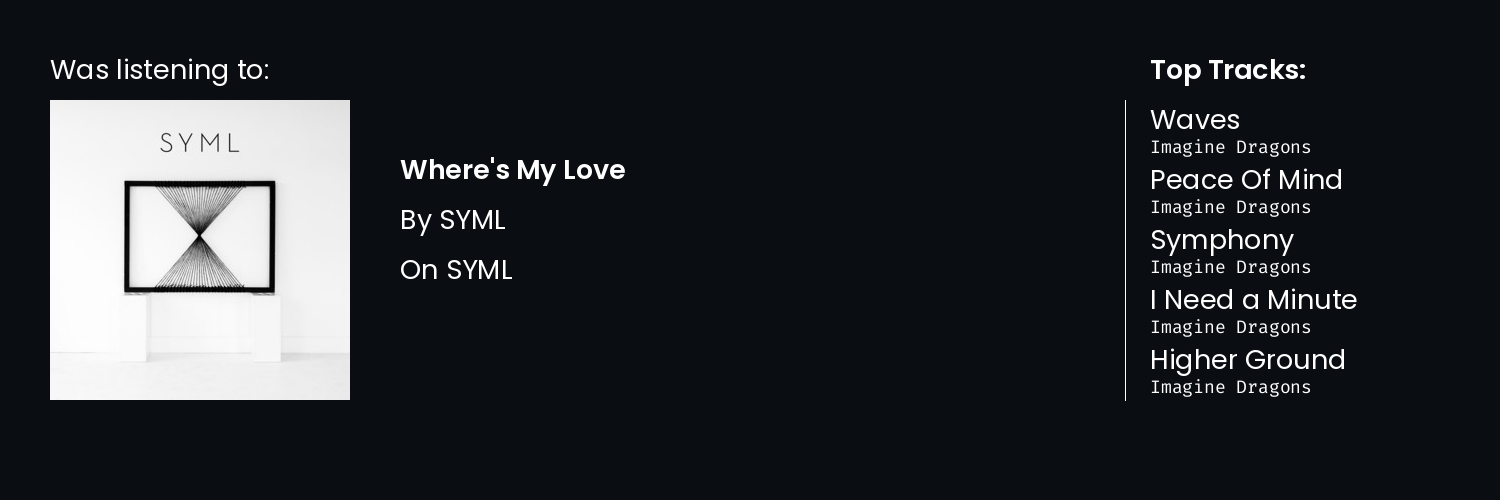 Was listening to:
SYML
Where's My Love
By SYML
On SYML
Top Tracks:
Waves
Imagine Dragons
Peace Of Mind
Imagine Dragons
Symphony
Imagine Dragons
I Need a Minute
Imagine Dragons
Higher Ground
Imagine Dragons